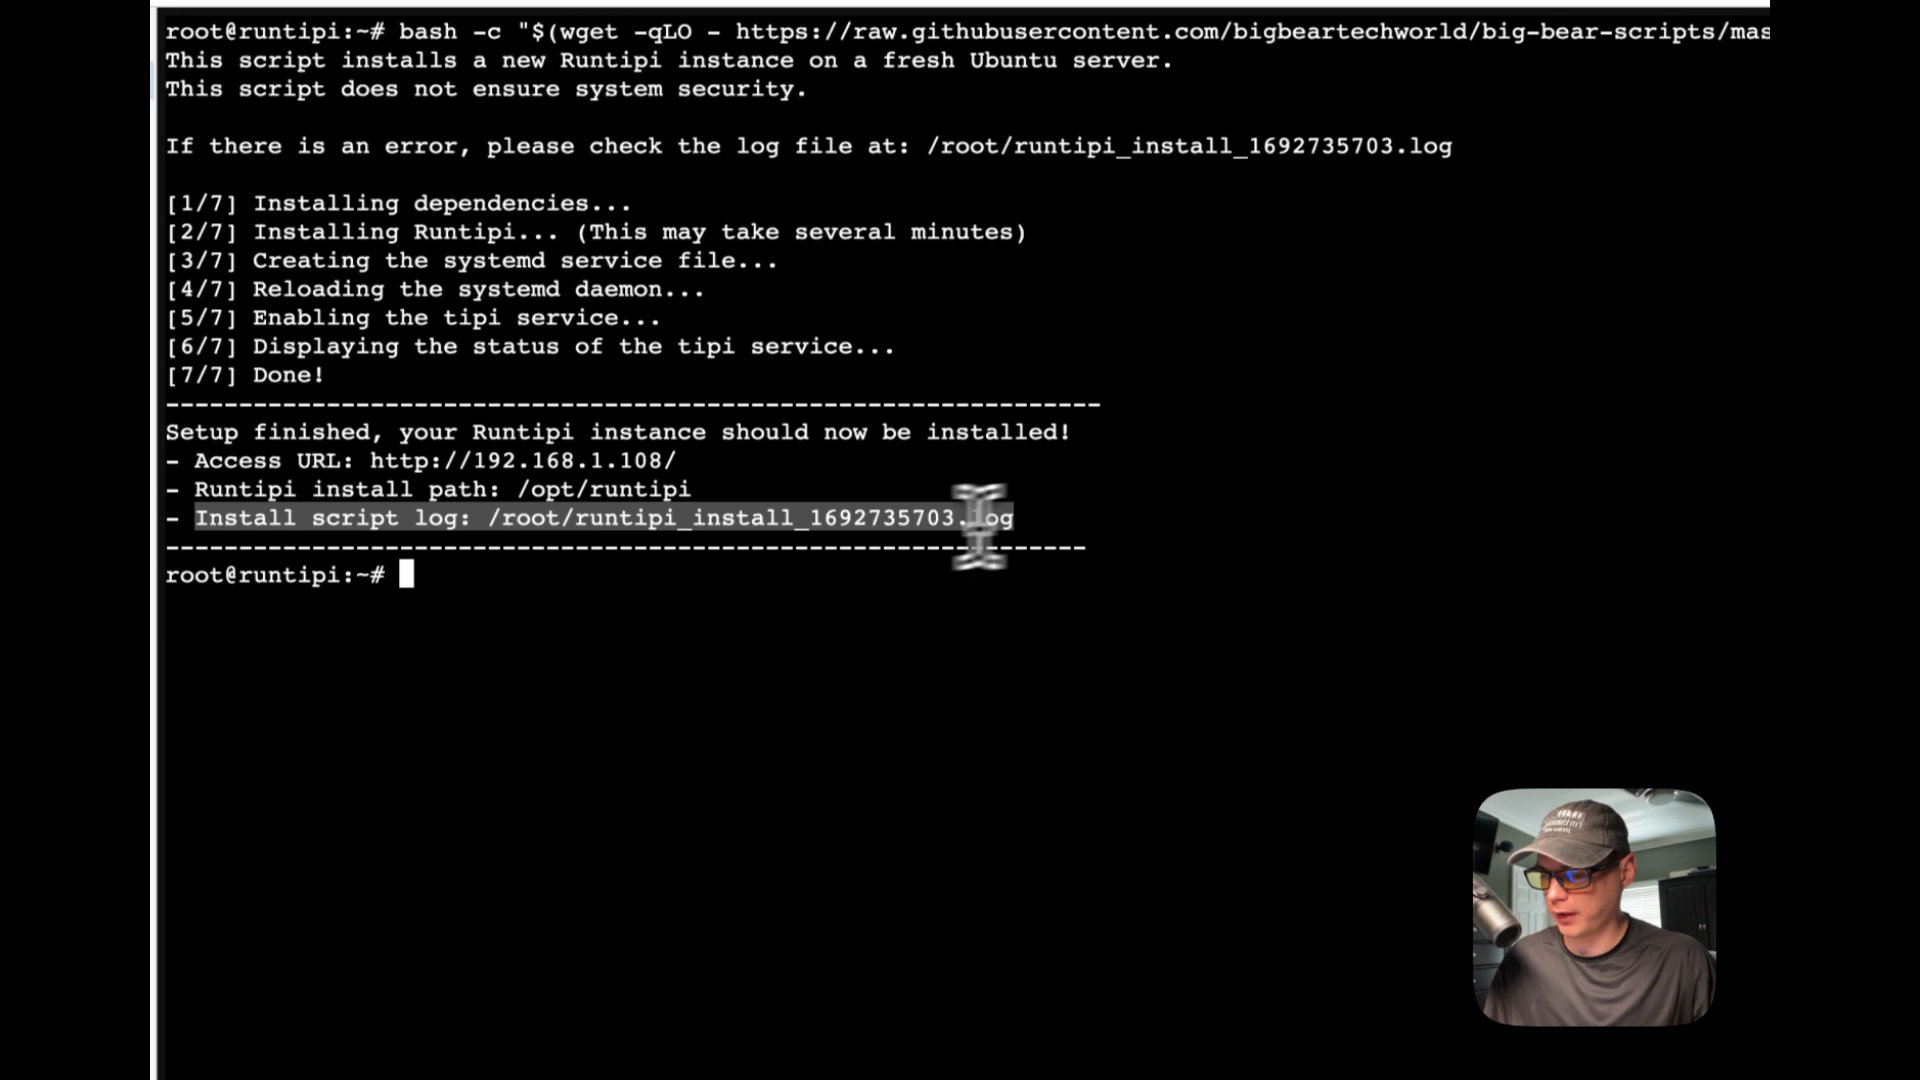 root@runtipi:~# bash -c "$(wget -qLO - https://raw.githubusercontent.com/bigbeartechworld/big-bear-scripts/mas
This script installs a new Runtipi instance on a fresh Ubuntu server.
This script does not ensure system security.
If there is an error, please check the log file at: /root/runtipi_install_1692735703.log
[1/7] Installing dependencies...
[2/7] Installing Runtipi... (This may take several minutes)
[3/7] Creating the systemd service file...
[4/7] Reloading the systemd daemon...
[5/7] Enabling the tipi service...
[6/7] Displaying the status of the tipi service...
[7/7] Done!
----------------------------------------------------------------
Setup finished, your Runtipi instance should now be installed!
- Access URL: http://192.168.1.108/
- Runtipi install path: /opt/runtipi
- Install script log: /root/runtipi_install_1692735703.log
---------------------------------------------------------------
root@runtipi:~#